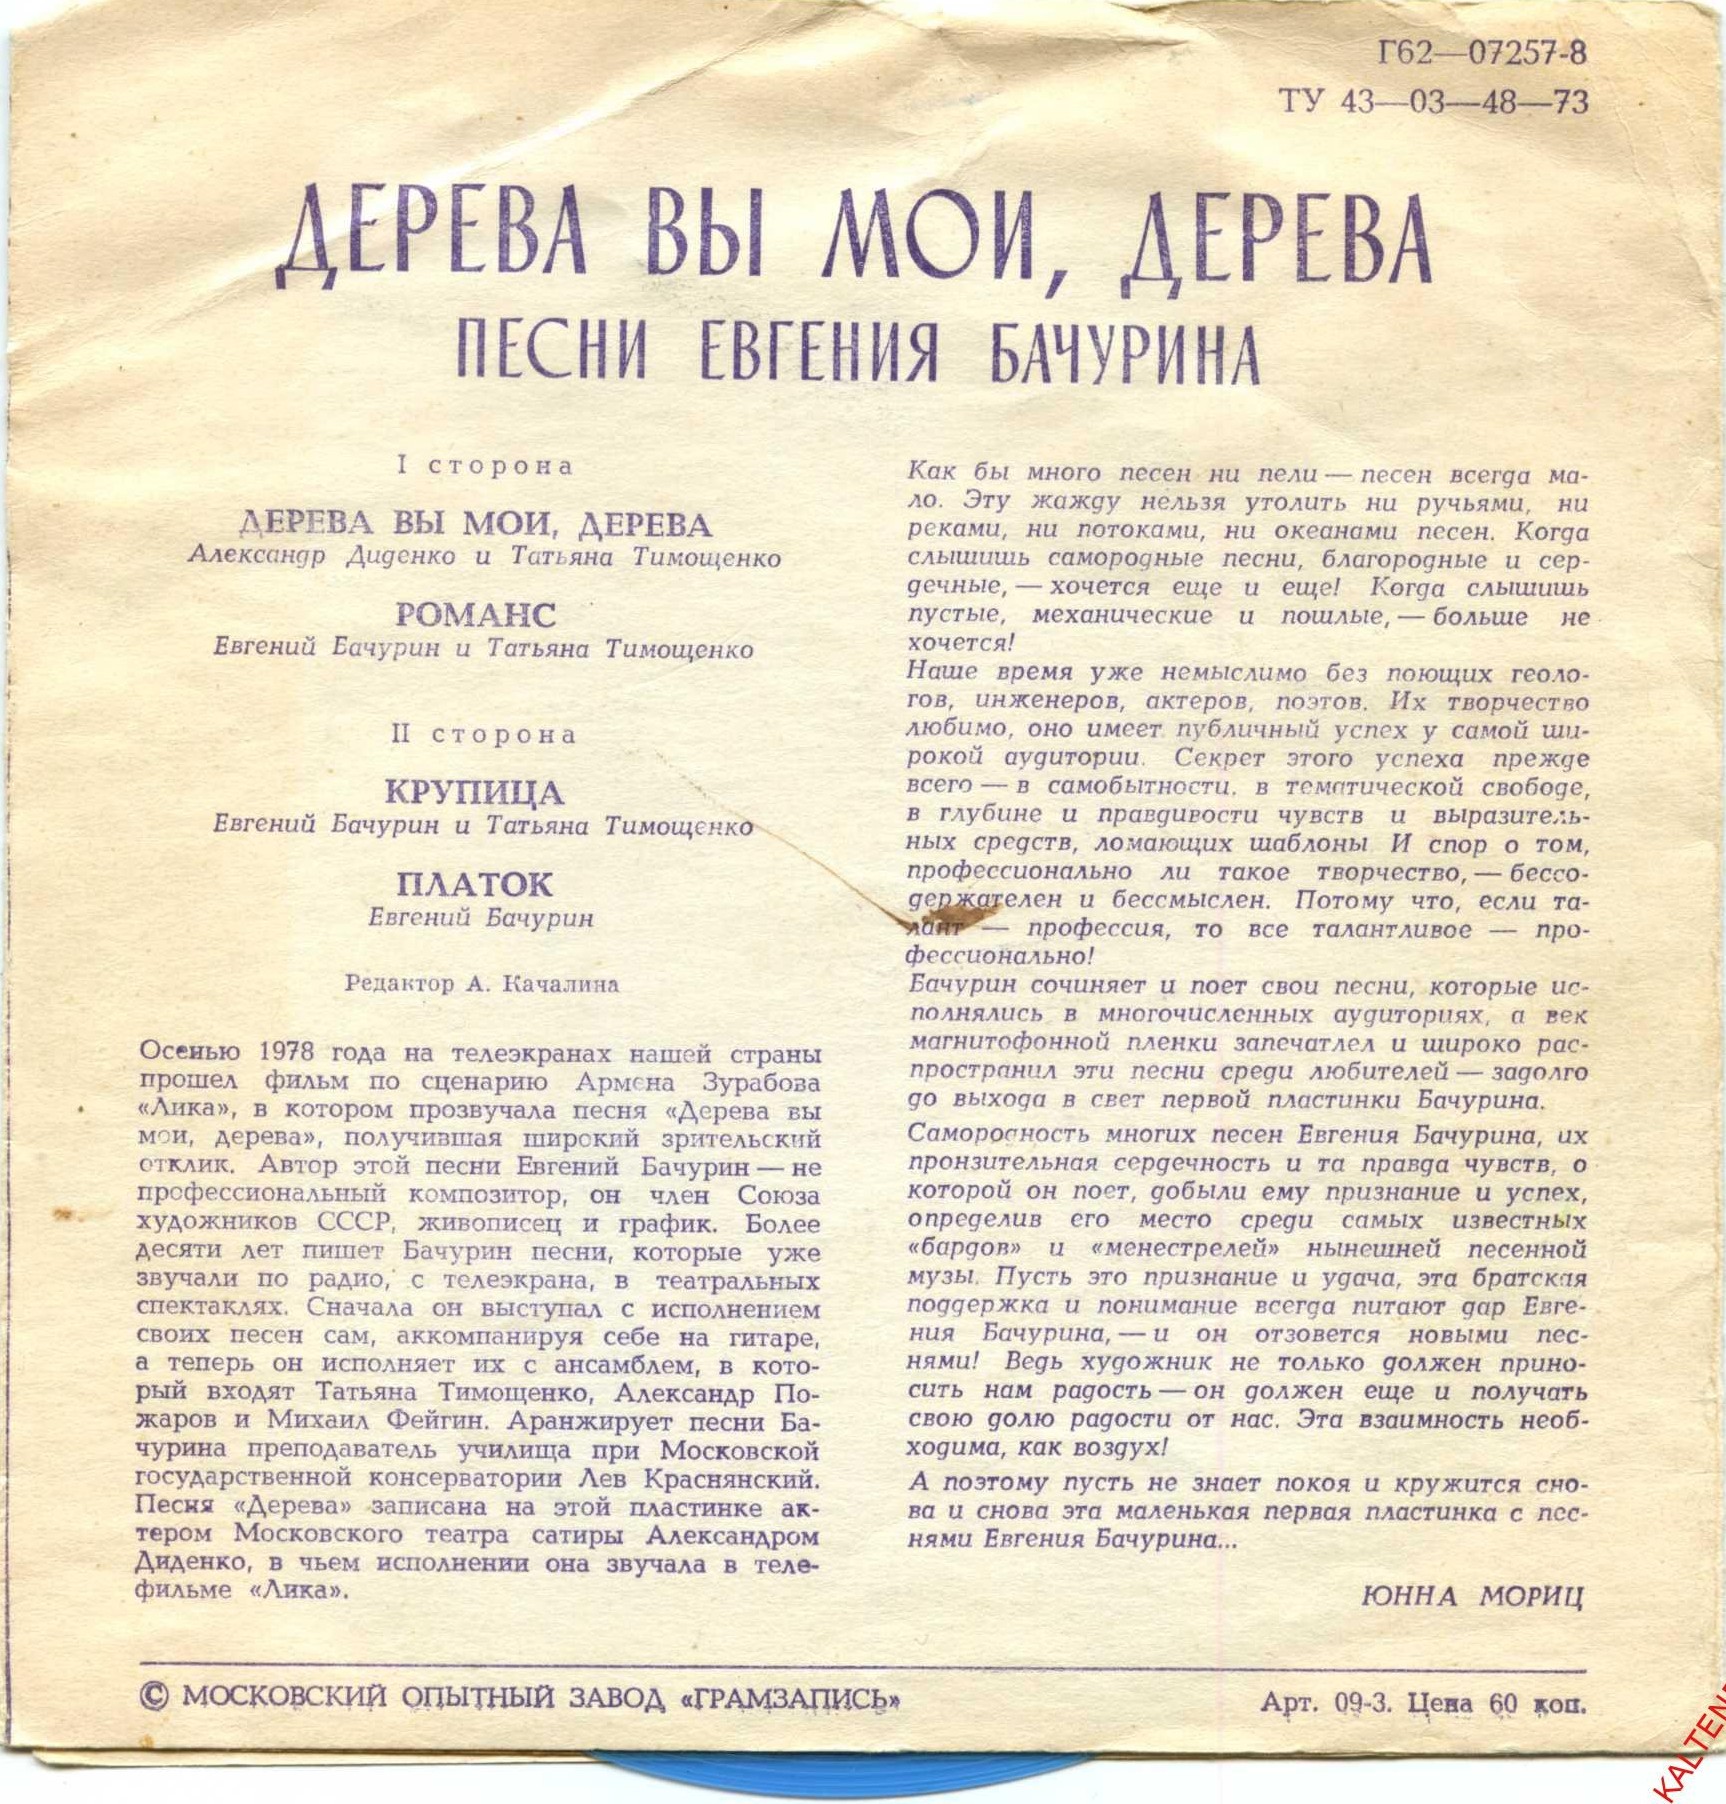 Г62—07257-8
ТУ 43—03—48—73
ДЕРЕВА ВЫ МОИ, ДЕРЕВА
ПЕСНИ ЕВГЕНИЯ БАЧУРИНА
I сторона
ДЕРЕВА ВЫ МОИ, ДЕРЕВА
Александр Диденко и Татьяна Тимощенко
РОМАНС
Евгений Бачурин и Татьяна Тимощенко
II сторона
КРУПИЦА
Евгений Бачурин и Татьяна Тимощенко
ПЛАТОК
Евгений Бачурин
Редактор А. Качалина
Осенью 1978 года на телеэкранах нашей страны
прошел фильм по сценарию Армена Зурабова
«Лика», в котором прозвучала песня «Дерева вы
мои, дерева», получившая широкий зрительский
отклик. Автор этой песни Евгений Бачурин — не
профессиональный композитор, он член Союза
художников СССР, живописец и график. Более
десяти лет пишет Бачурин песни, которые уже
звучали по радио, с телеэкрана, в театральных
спектаклях. Сначала он выступал с исполнением
своих песен сам, аккомпанируя себе на гитаре,
а теперь он исполняет их с ансамблем, в кото-
рый входят Татьяна Тимощенко, Александр По-
жаров и Михаил Фейгин. Аранжирует песни Ба-
чурина преподаватель училища при Московской
государственной консерватории Лев Краснянский.
Песня «Дерева» записана на этой пластинке ак-
тером Московского театра сатиры Александром
Диденко, в чьем исполнении она звучала в теле-
фильме «Лика».
Как бы много песен ни пели — песен всегда ма-
ло. Эту жажду нельзя утолить ни ручьями, ни
реками, ни потоками, ни океанами песен. Когда
слышишь самородные песни, благородные и сер-
дечные, — хочется еще и еще! Когда слышишь
пустые, механические и пошлые, — больше не
хочется!
Наше время уже немыслимо без поющих геоло-
гов, инженеров, актеров, поэтов. Их творчество
любимо, оно имеет публичный успех у самой ши-
рокой аудитории. Секрет этого успеха прежде
всего — в самобытности, в тематической свободе,
в глубине и правдивости чувств и выразитель-
ных средств, ломающих шаблоны И спор о том,
профессионально ли такое творчество, — бессо-
держателен и бессмыслен. Потому что, если та-
лант — профессия, то все талантливое — про-
фессионально!
Бачурин сочиняет и поет свои песни, которые ис-
полнялись в многочисленных аудиториях, а век
магнитофонной пленки запечатлел и широко рас-
пространил эти песни среди любителей — задолго
до выхода в свет первой пластинки Бачурина.
Самородность многих песен Евгения Бачурина, их
пронзительная сердечность и та правда чувств, о
которой он поет, добыли ему признание и успех,
определив его место среди самых известных
«бардов» и «менестрелей» нынешней песенной
музы. Пусть это признание и удача, эта братская
поддержка и понимание всегда питают дар Евге-
ния Бачурина, — и он отзовется новыми пес-
нями! Ведь художник не только должен прино-
сить нам радость — он должен еще и получать
свою долю радости от нас. Эта взаимность необ-
ходима, как воздух!
А поэтому пусть не знает покоя и кружится сно-
ва и снова эта маленькая первая пластинка с пес-
нями Евгения Бачурина...
ЮННА МОРИЦ
© МОСКОВСКИЙ ОПЫТНЫЙ ЗАВОД «ГРАМЗАПИСЬ»
Арт. 09-3. Цена 60 коп.